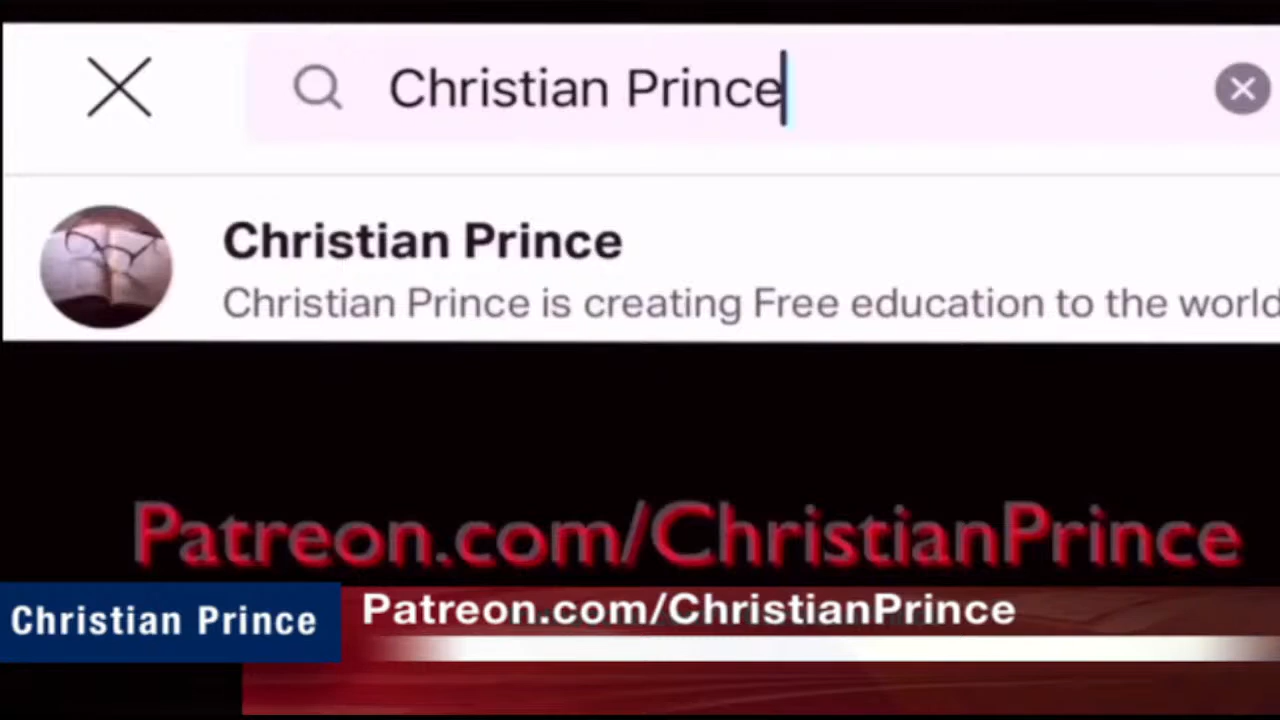 Christian Prince
Christian Prince
Christian Prince is creating Free education to the world
Patreon.com/ChristianPrince
Christian Prince
Patreon.com/ChristianPrince